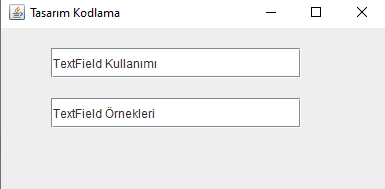 Tasarım Kodlama
TextField Kullanımı
TextField Örnekleri